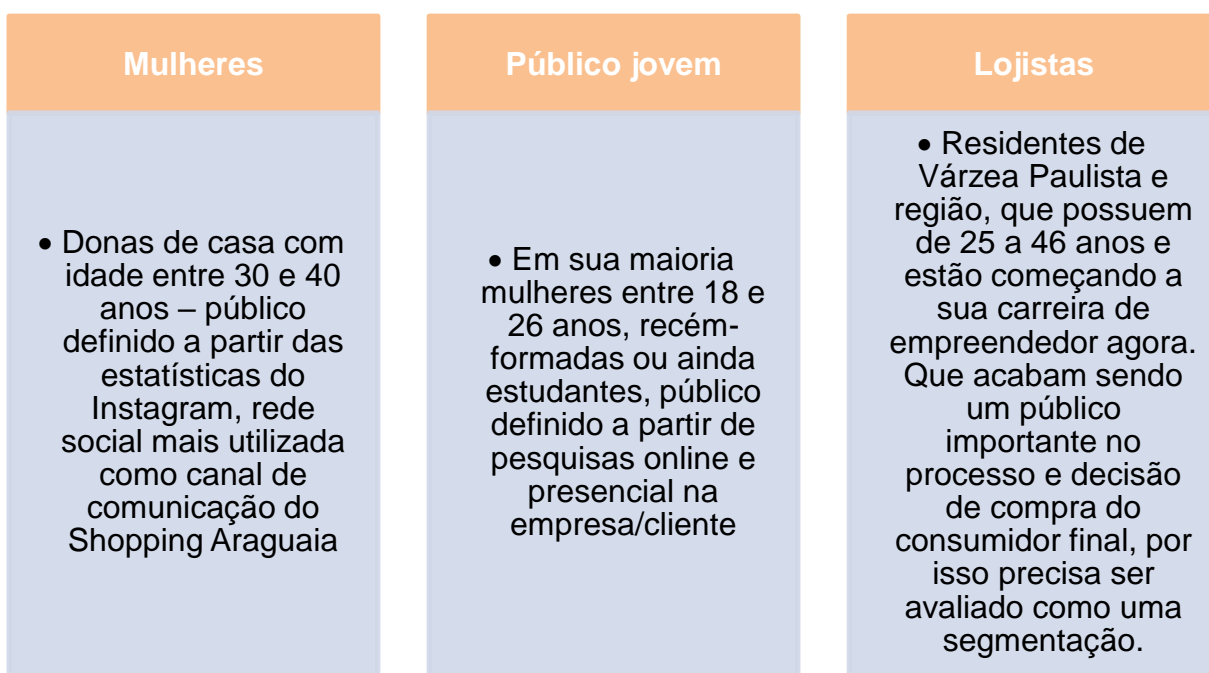 Mulheres
• Donas de casa com
idade entre 30 e 40
anos – público
definido a partir das
estatísticas do
Instagram, rede
social mais utilizada
como canal de
comunicação do
Shopping Araguaia
Público jovem
• Em sua maioria
mulheres entre 18 e
26 anos, recém-
formadas ou ainda
estudantes, público
definido a partir de
pesquisas online e
presencial na
empresa/cliente
Lojistas
• Residentes de
Várzea Paulista e
região, que possuem
de 25 a 46 anos e
estão começando a
sua carreira de
empreendedor agora.
Que acabam sendo
um público
importante no
processo e decisão
de compra do
consumidor final, por
isso precisa ser
avaliado como uma
segmentação.